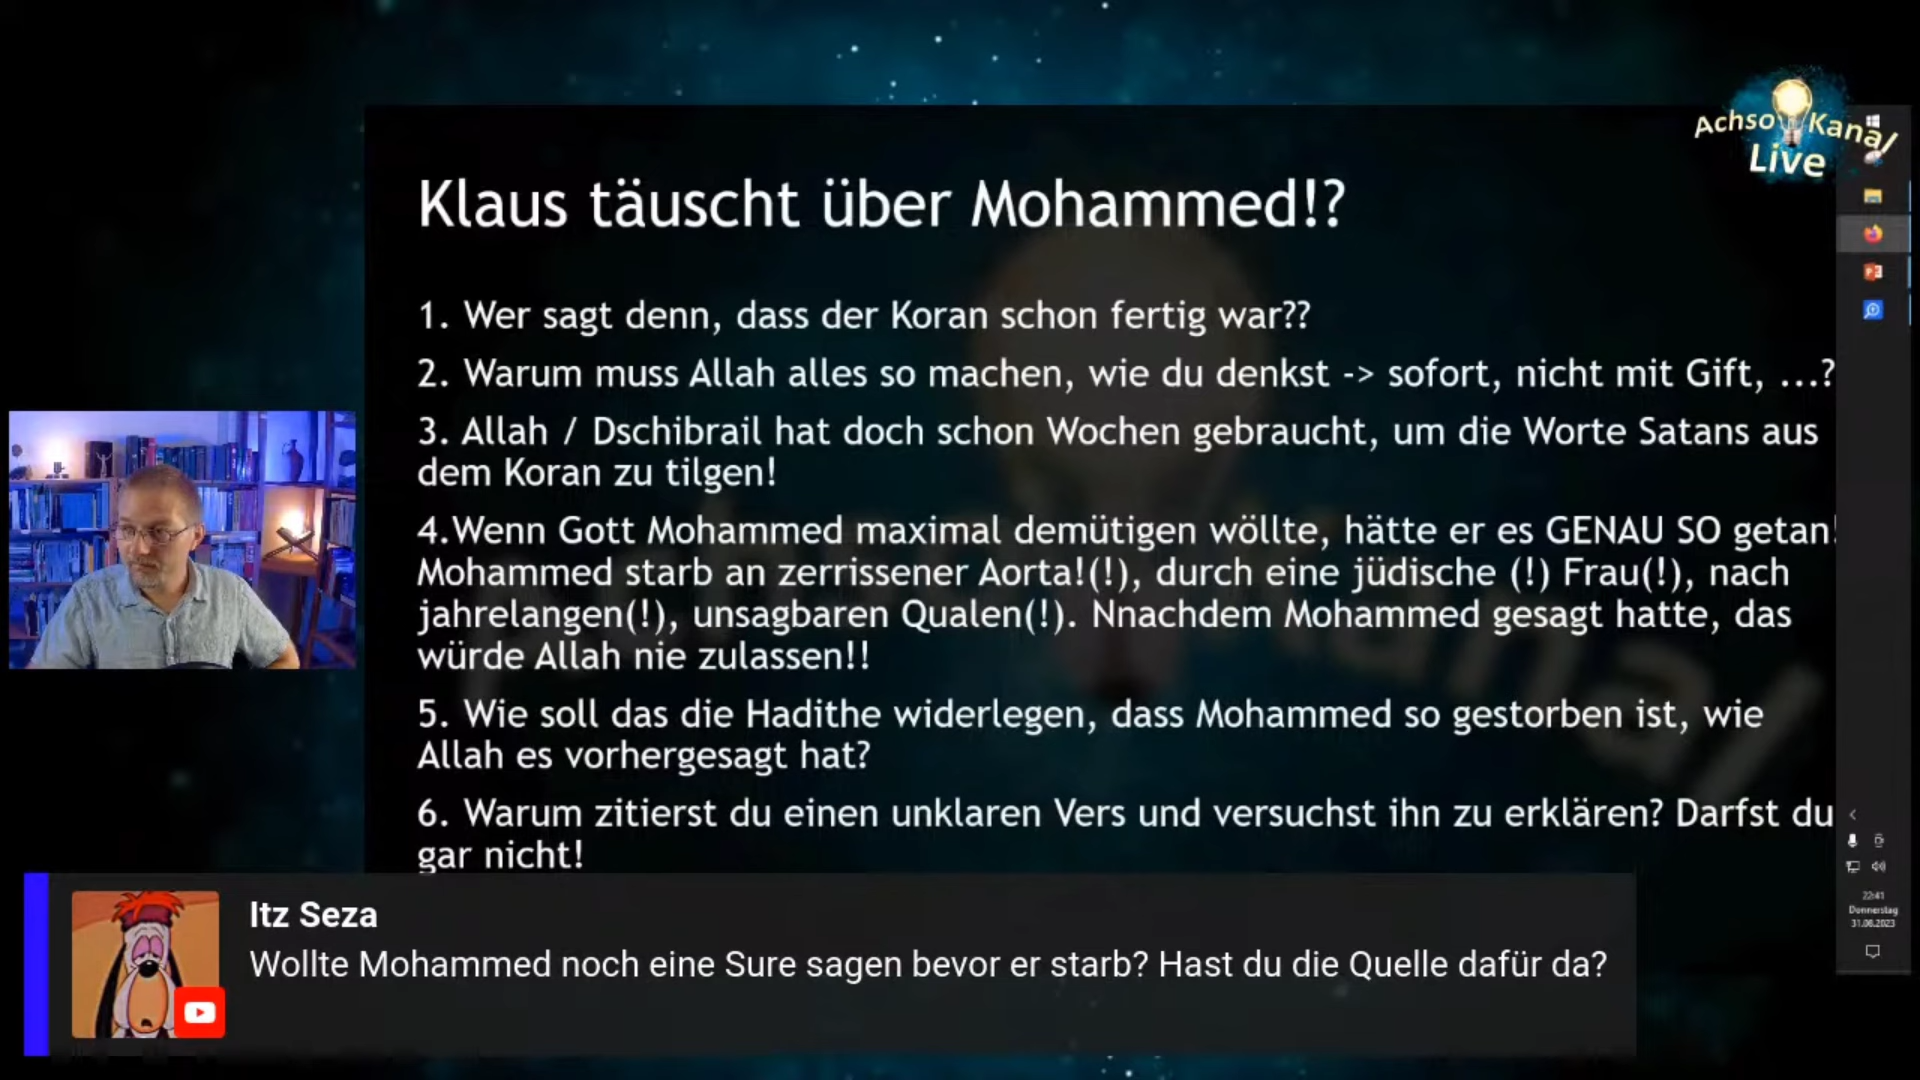 Achso Kanal
Live
Klaus täuscht über Mohammed!?
1. Wer sagt denn, dass der Koran schon fertig war??
2. Warum muss Allah alles so machen, wie du denkst -> sofort, nicht mit Gift, ...?
3. Allah / Dschibrail hat doch schon Wochen gebraucht, um die Worte Satans aus
dem Koran zu tilgen!
4.Wenn Gott Mohammed maximal demütigen wöllte, hätte er es GENAU SO getan!
Mohammed starb an zerrissener Aorta!(!), durch eine jüdische (!) Frau(!), nach
jahrelangen(!), unsagbaren Qualen(!). Nnachdem Mohammed gesagt hatte, das
würde Allah nie zulassen!!
5. Wie soll das die Hadithe widerlegen, dass Mohammed so gestorben ist, wie
Allah es vorhergesagt hat?
6. Warum zitierst du einen unklaren Vers und versuchst ihn zu erklären? Darfst du
gar nicht!
22:41
Donnerstag
31.08.2023
Itz Seza
Wollte Mohammed noch eine Sure sagen bevor er starb? Hast du die Quelle dafür da?